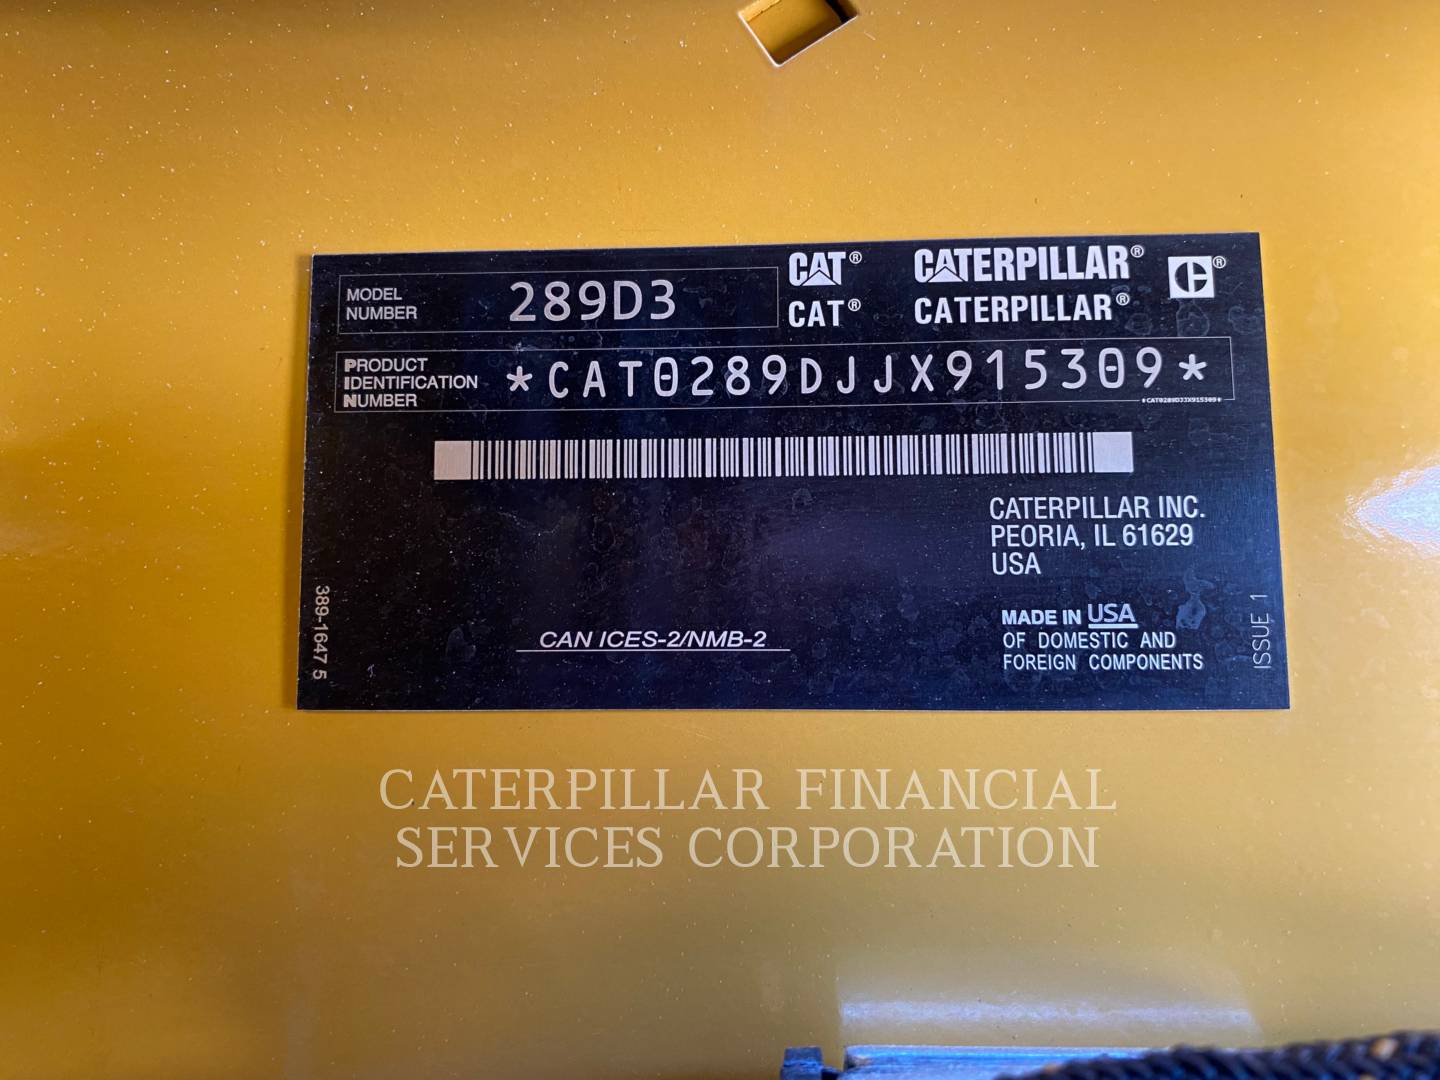 MODEL
NUMBER
289D3
CAT® CATERPILLAR® CE®
CAT® CATERPILLAR®
PRODUCT
IDENTIFICATION
NUMBER
*CAT0289DJJX915309*
*CAT0289DJJX915309*
CATERPILLAR INC.
PEORIA, IL 61629
USA
MADE IN USA
OF DOMESTIC AND
FOREIGN COMPONENTS
CAN ICES-2/NMB-2
389-1647 5
ISSUE 1
CATERPILLAR FINANCIAL
SERVICES CORPORATION